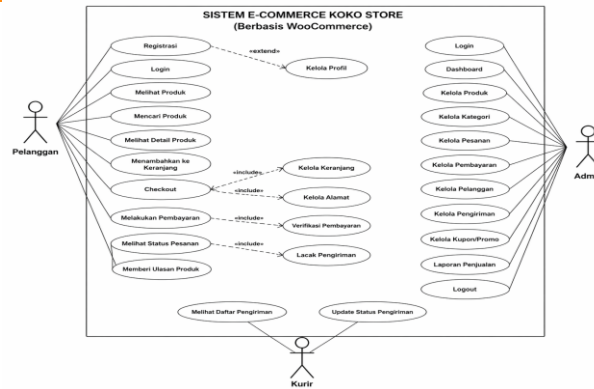 SISTEM E-COMMERCE KOKO STORE
(Berbasis WooCommerce)
Registrasi
«extend»
Kelola Profil
Login
Melihat Produk
Mencari Produk
Melihat Detail Produk
Menambahkan ke
Keranjang
Checkout
«include»
Kelola Keranjang
«include»
Kelola Alamat
Melakukan Pembayaran
«include»
Verifikasi Pembayaran
Melihat Status Pesanan
«include»
Lacak Pengiriman
Memberi Ulasan Produk
Pelanggan
Login
Dashboard
Kelola Produk
Kelola Kategori
Kelola Pesanan
Kelola Pembayaran
Kelola Pelanggan
Kelola Pengiriman
Kelola Kupon/Promo
Laporan Penjualan
Logout
Adm
Melihat Daftar Pengiriman
Update Status Pengiriman
Kurir